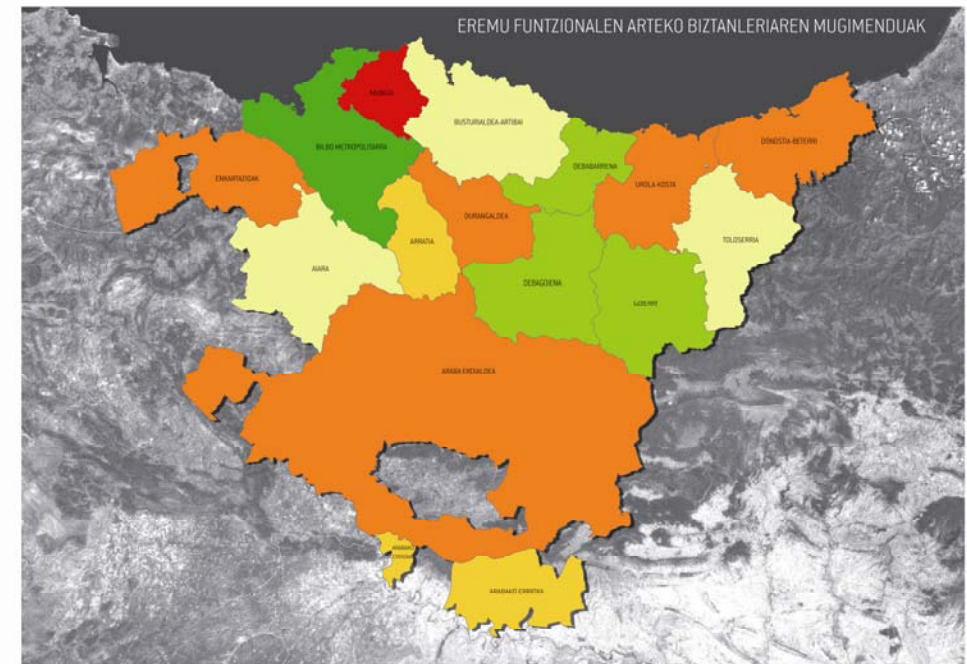 EREMU FUNTZIONALEN ARTEKO BIZTANLERIAREN MUGIMENDUAK
MUNGIA
BUSTURIALDEA-ARTIBAI
BILBO METROPOLITARRA
DEBABARRENA
DONOSTIA-BETERRI
ENKARTAZIOAK
UROLA-KOSTA
DURANGALDEA
ARRATIA
TOLOSERRIA
AIARA
DEBAGOIENA
GOIERRI
ARABA ERDIALDEA
ARABAKO ERRIOXA
ARABAKO